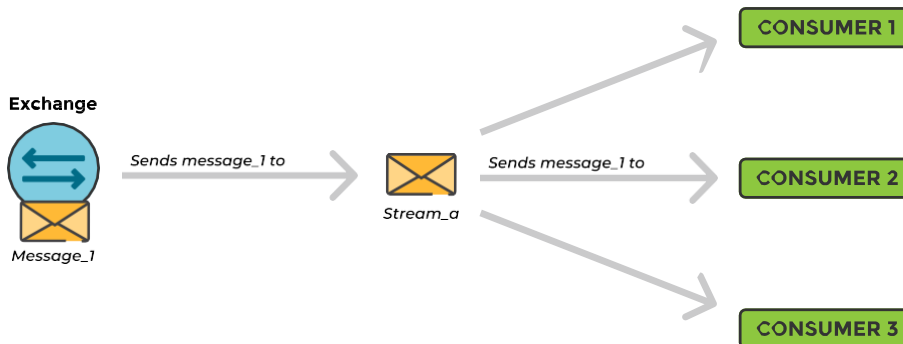 CONSUMER 1
Exchange
Sends message_1 to
Message_1
Stream_a
Sends message_1 to
CONSUMER 2
CONSUMER 3